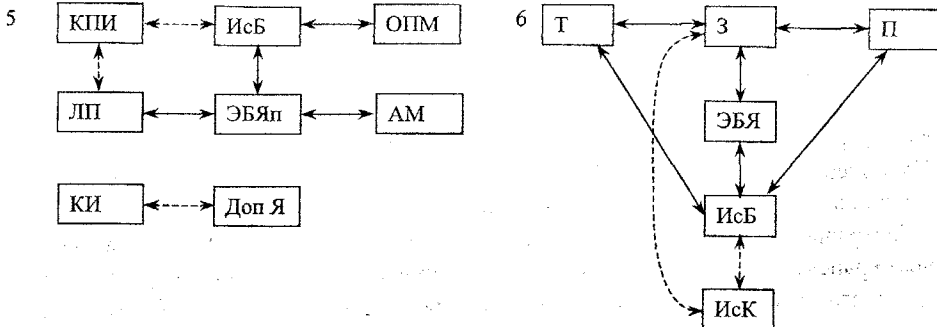 5
КПИ ИсБ ОПМ
ЛП ЭБЯп АМ
КИ Доп Я
6
Т З П
ЭБЯ
ИсБ
ИсК